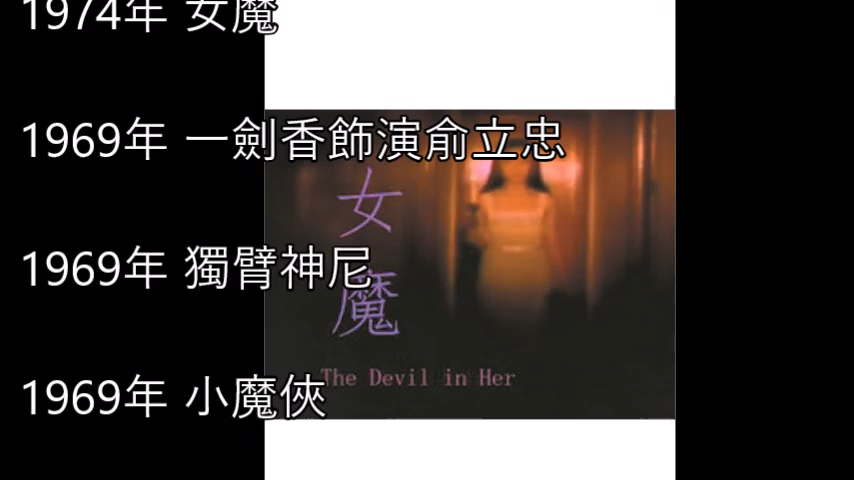 1974年 女魔
1969年 一劍香飾演俞立忠
1969年 獨臂神尼
1969年 小魔俠
女魔
The Devil in Her